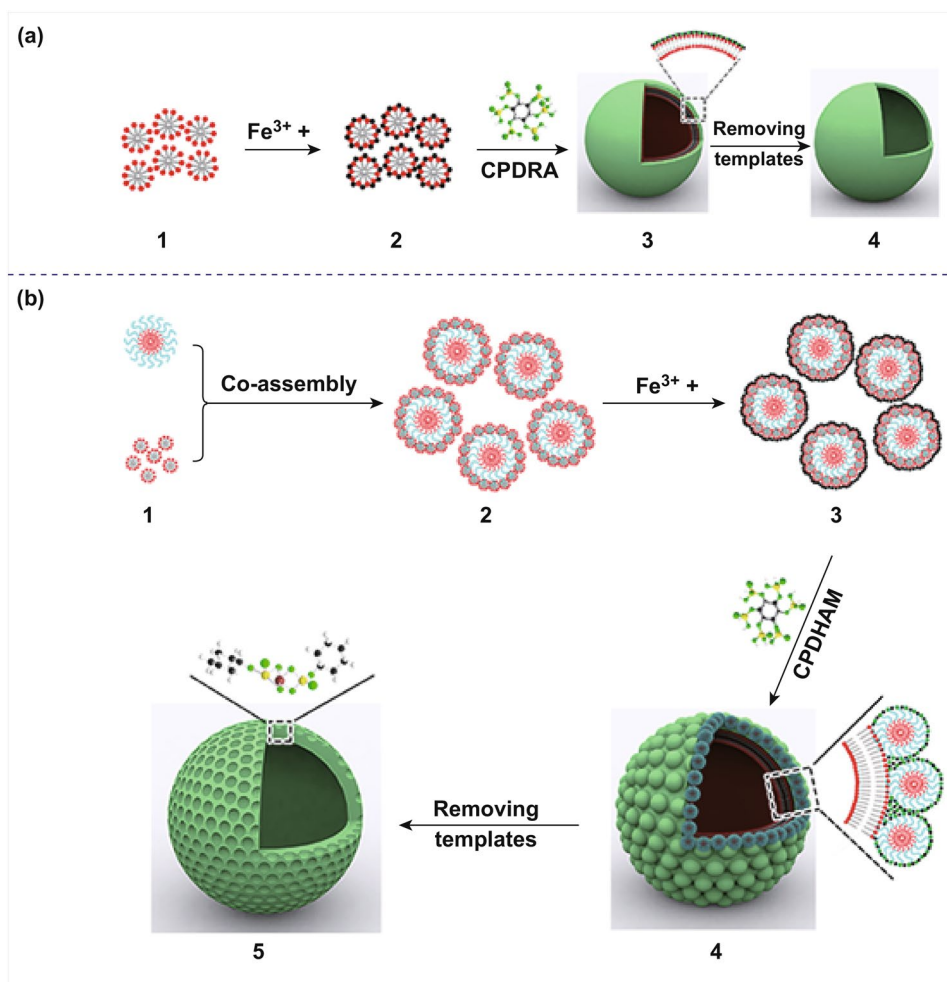 (a)
Fe³⁺ +
CPDRA
Removing
templates
1
2
3
4
(b)
Co-assembly
Fe³⁺ +
1
2
3
CPDHAM
Removing
templates
5
4